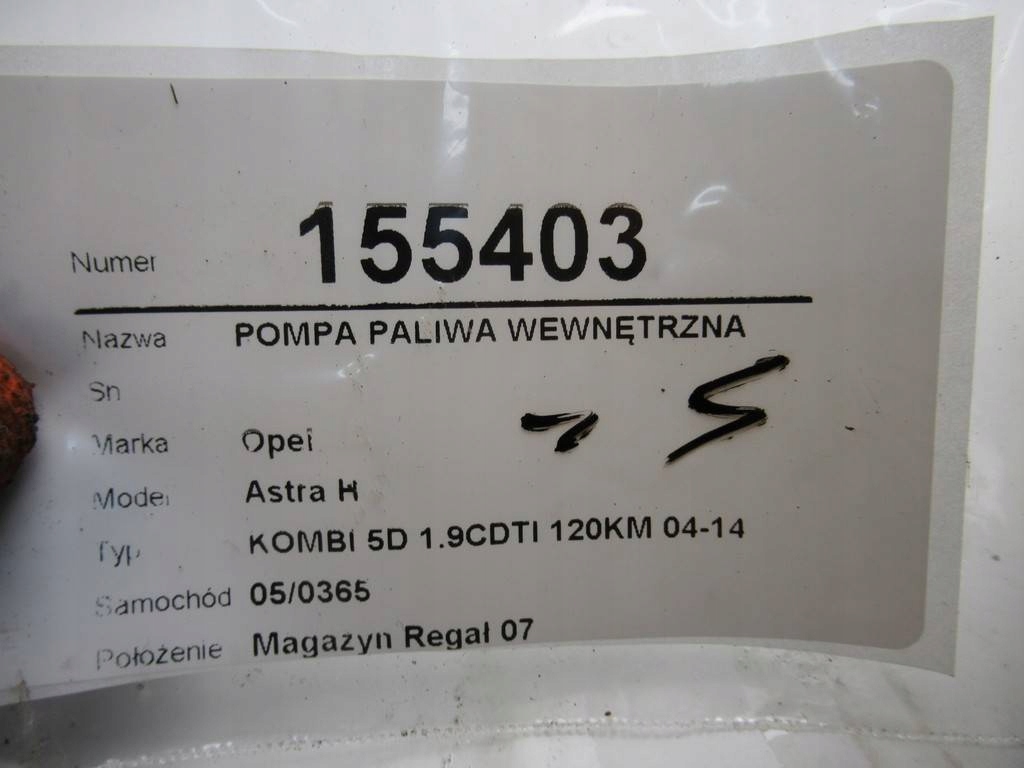 Numer 155403
Nazwa POMPA PALIWA WEWNĘTRZNA
Sn
Marka Opel
Model Astra H
Typ KOMBI 5D 1.9CDTI 120KM 04-14
Samochód 05/0365
Położenie Magazyn Regał 07